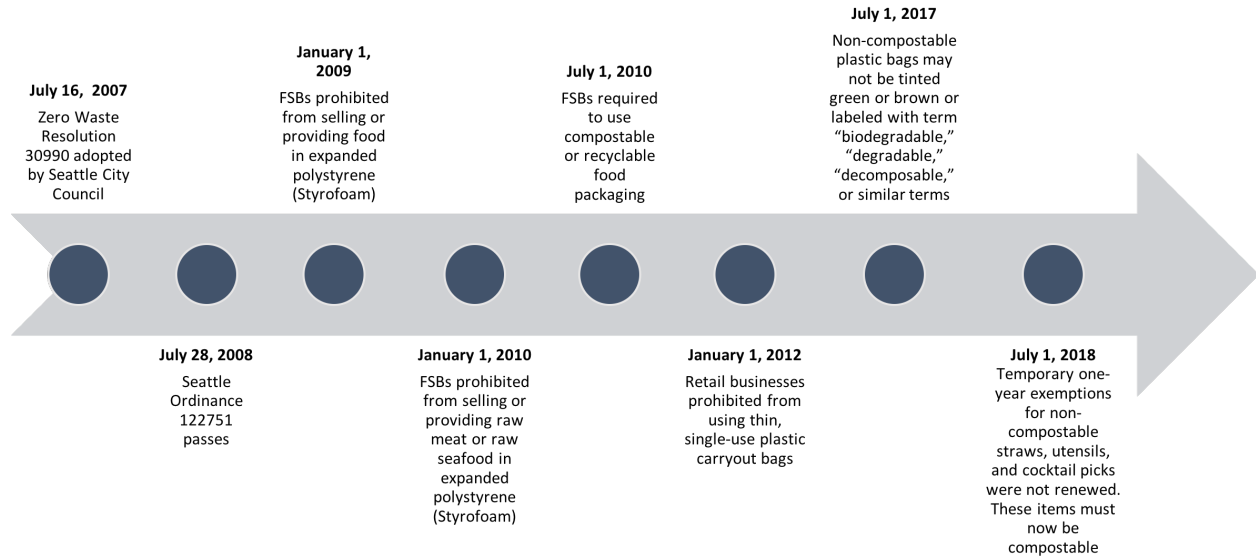 July 16,  2007
Zero Waste
Resolution
30990 adopted
by Seattle City
Council
July 28, 2008
Seattle
Ordinance
122751
passes
January 1,
2009
FSBs prohibited
from selling or
providing food
in expanded
polystyrene
(Styrofoam)
January 1, 2010
FSBs prohibited
from selling or
providing raw
meat or raw
seafood in
expanded
polystyrene
(Styrofoam)
July 1, 2010
FSBs required
to use
compostable
or recyclable
food
packaging
January 1, 2012
Retail businesses
prohibited from
using thin,
single-use plastic
carryout bags
July 1, 2017
Non-compostable
plastic bags may
not be tinted
green or brown or
labeled with term
“biodegradable,”
“degradable,”
“decomposable,”
or similar terms
July 1, 2018
Temporary one-
year exemptions
for non-
compostable
straws, utensils,
and cocktail picks
were not renewed.
These items must
now be
compostable